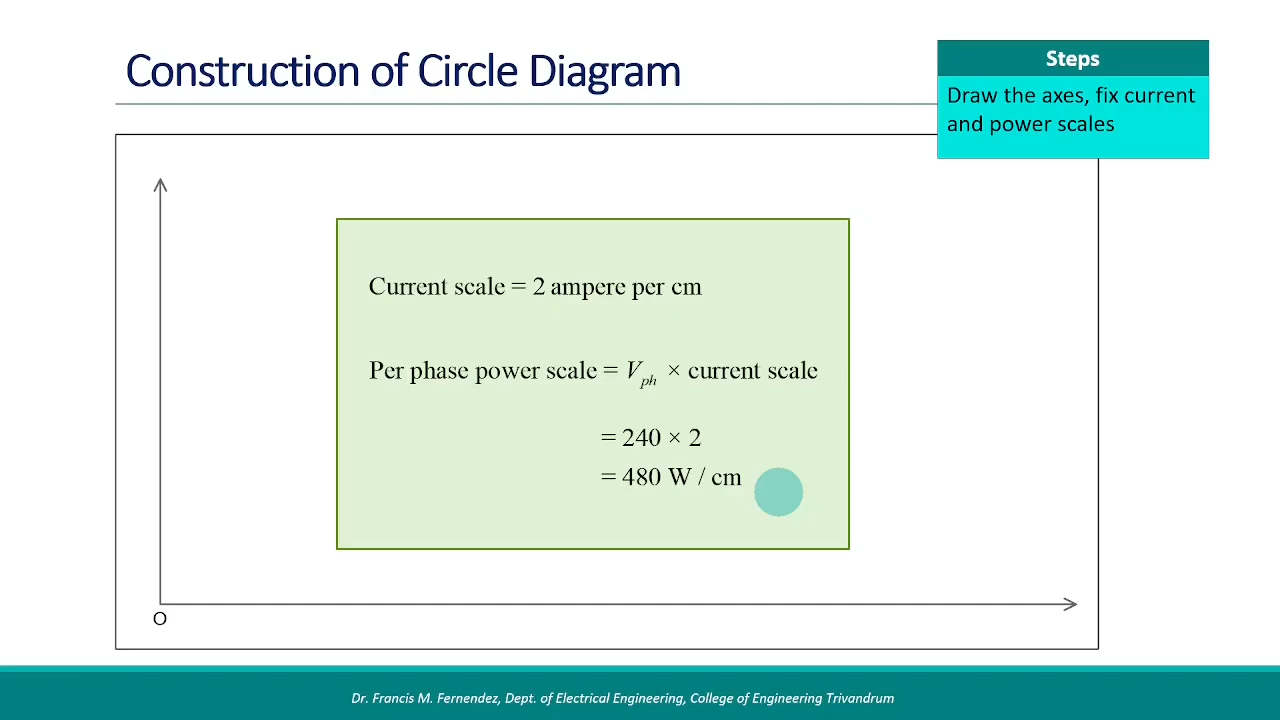 Construction of Circle Diagram
Steps
Draw the axes, fix current
and power scales
Current scale = 2 ampere per cm
Per phase power scale = Vph × current scale
= 240 × 2
= 480 W / cm
O
Dr. Francis M. Fernendez, Dept. of Electrical Engineering, College of Engineering Trivandrum